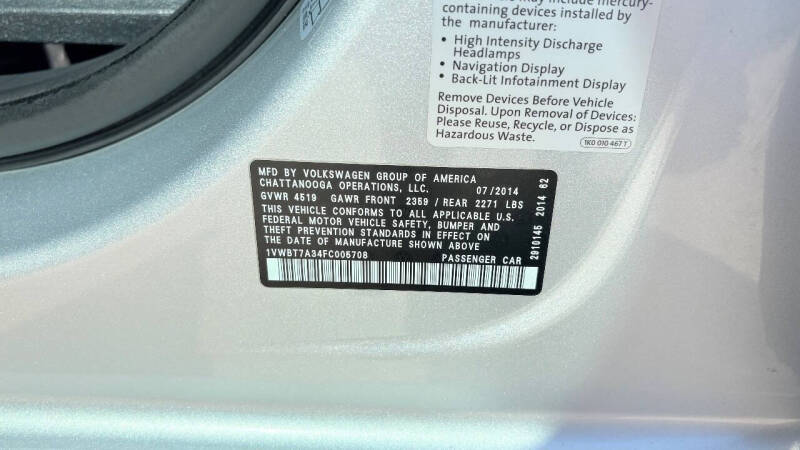 may include mercury-
containing devices installed by
the manufacturer:
• High Intensity Discharge
Headlamps
• Navigation Display
• Back-Lit Infotainment Display
Remove Devices Before Vehicle
Disposal. Upon Removal of Devices:
Please Reuse, Recycle, or Dispose as
Hazardous Waste.
1K0 010 467 T
MFD BY VOLKSWAGEN GROUP OF AMERICA
CHATTANOOGA OPERATIONS, LLC. 07/2014
GVWR 4519 GAWR FRONT 2359 / REAR 2271 LBS
THIS VEHICLE CONFORMS TO ALL APPLICABLE U.S.
FEDERAL MOTOR VEHICLE SAFETY, BUMPER AND
THEFT PREVENTION STANDARDS IN EFFECT ON
THE DATE OF MANUFACTURE SHOWN ABOVE
1VWBT7A34FC005708 PASSENGER CAR
2910145 2014 62